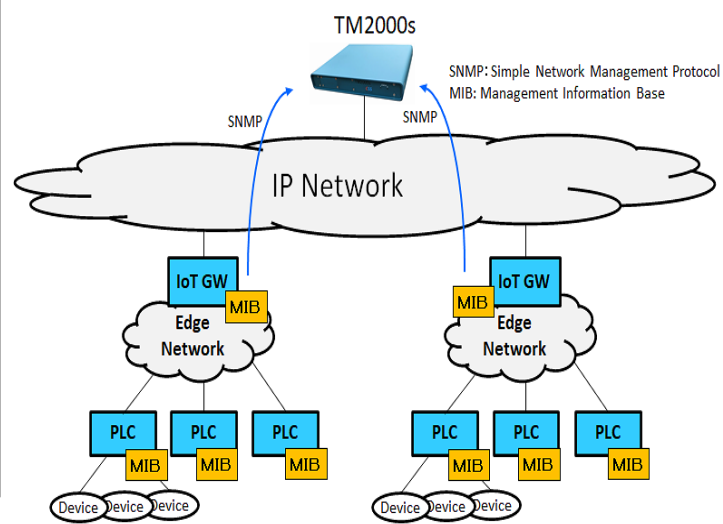 TM2000s
SNMP: Simple Network Management Protocol
MIB: Management Information Base
SNMP
SNMP
IP Network
IoT GW
MIB
IoT GW
MIB
Edge
Network
Edge
Network
PLC
PLC
PLC
PLC
PLC
PLC
MIB
MIB
MIB
MIB
MIB
MIB
Device
Device
Device
Device
Device
Device